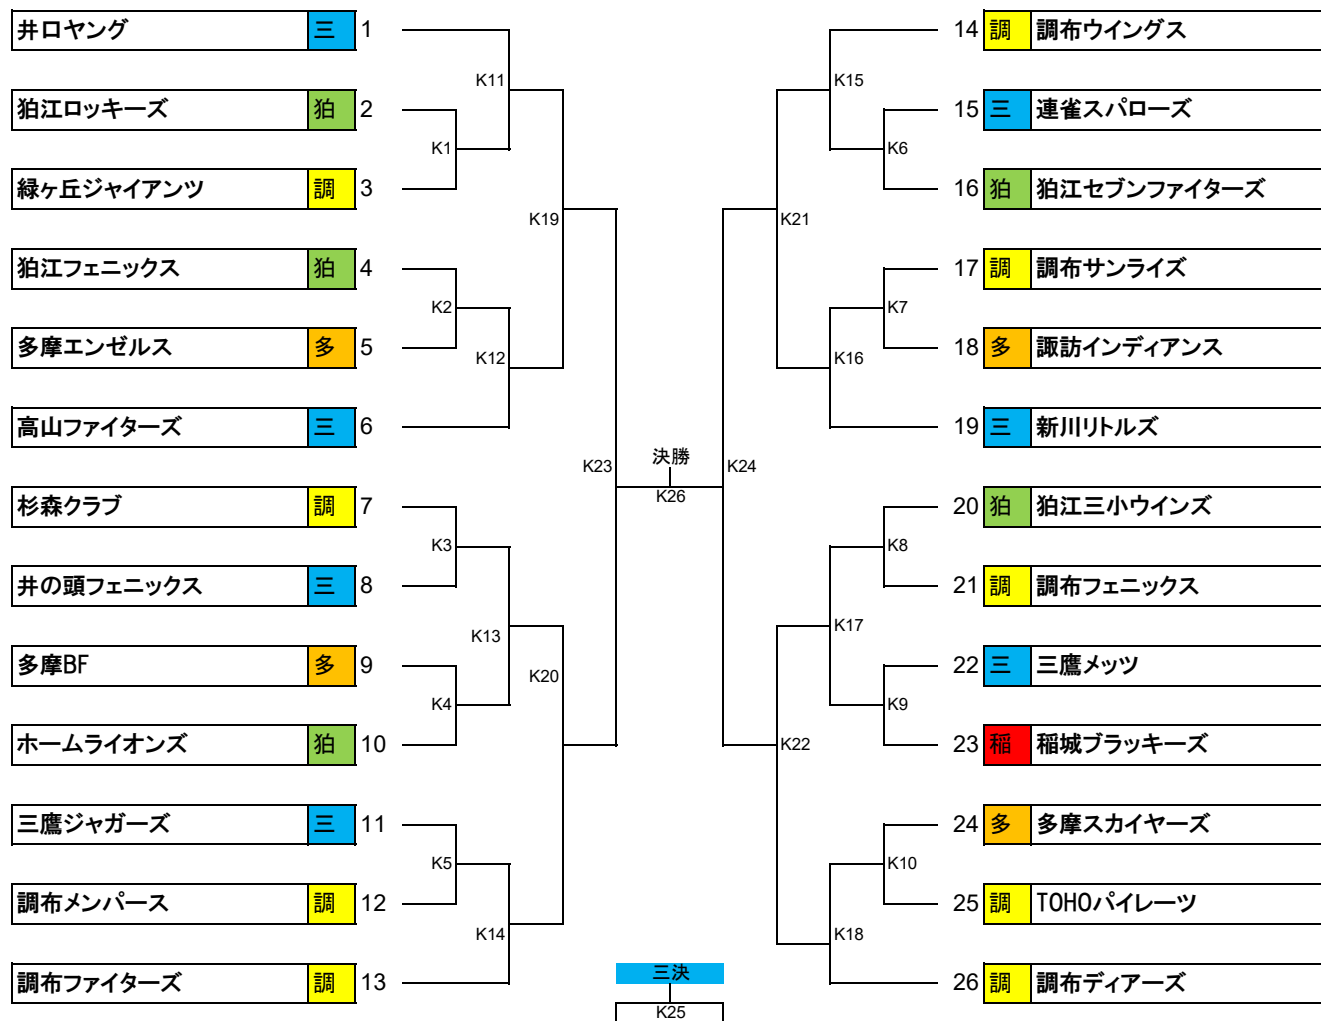 井口ヤング 三 1
狛江ロッキーズ 狛 2
緑ヶ丘ジャイアンツ 調 3
狛江フェニックス 狛 4
多摩エンゼルス 多 5
高山ファイターズ 三 6
杉森クラブ 調 7
井の頭フェニックス 三 8
多摩BF 多 9
ホームライオンズ 狛 10
三鷹ジャガーズ 三 11
調布メンパース 調 12
調布ファイターズ 調 13
K1
K2
K3
K4
K5
K11
K12
K13
K14
K19
K20
K23
決勝
K26
三決
K25
K24
K21
K22
K15
K16
K17
K18
K6
K7
K8
K9
K10
14 調 調布ウイングス
15 三 連雀スパローズ
16 狛 狛江セブンファイターズ
17 調 調布サンライズ
18 多 諏訪インディアンス
19 三 新川リトルズ
20 狛 狛江三小ウインズ
21 調 調布フェニックス
22 三 三鷹メッツ
23 稲 稲城ブラッキーズ
24 多 多摩スカイヤーズ
25 調 TOHOパイレーツ
26 調 調布ディアーズ